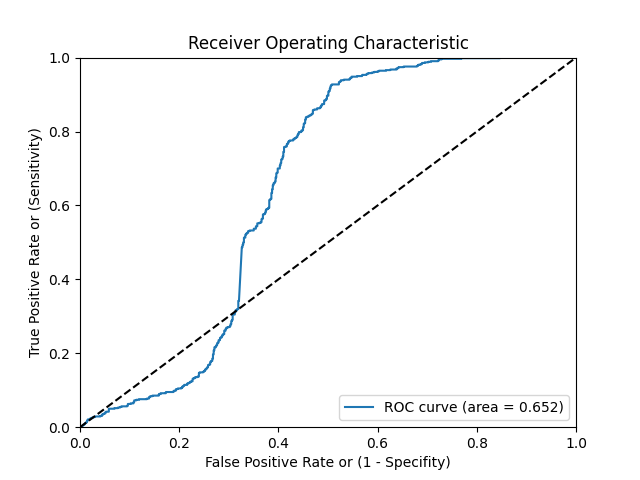 Receiver Operating Characteristic
True Positive Rate or (Sensitivity)
1.0
0.8
0.6
0.4
0.2
0.0
ROC curve (area = 0.652)
0.0 0.2 0.4 0.6 0.8 1.0
False Positive Rate or (1 - Specifity)